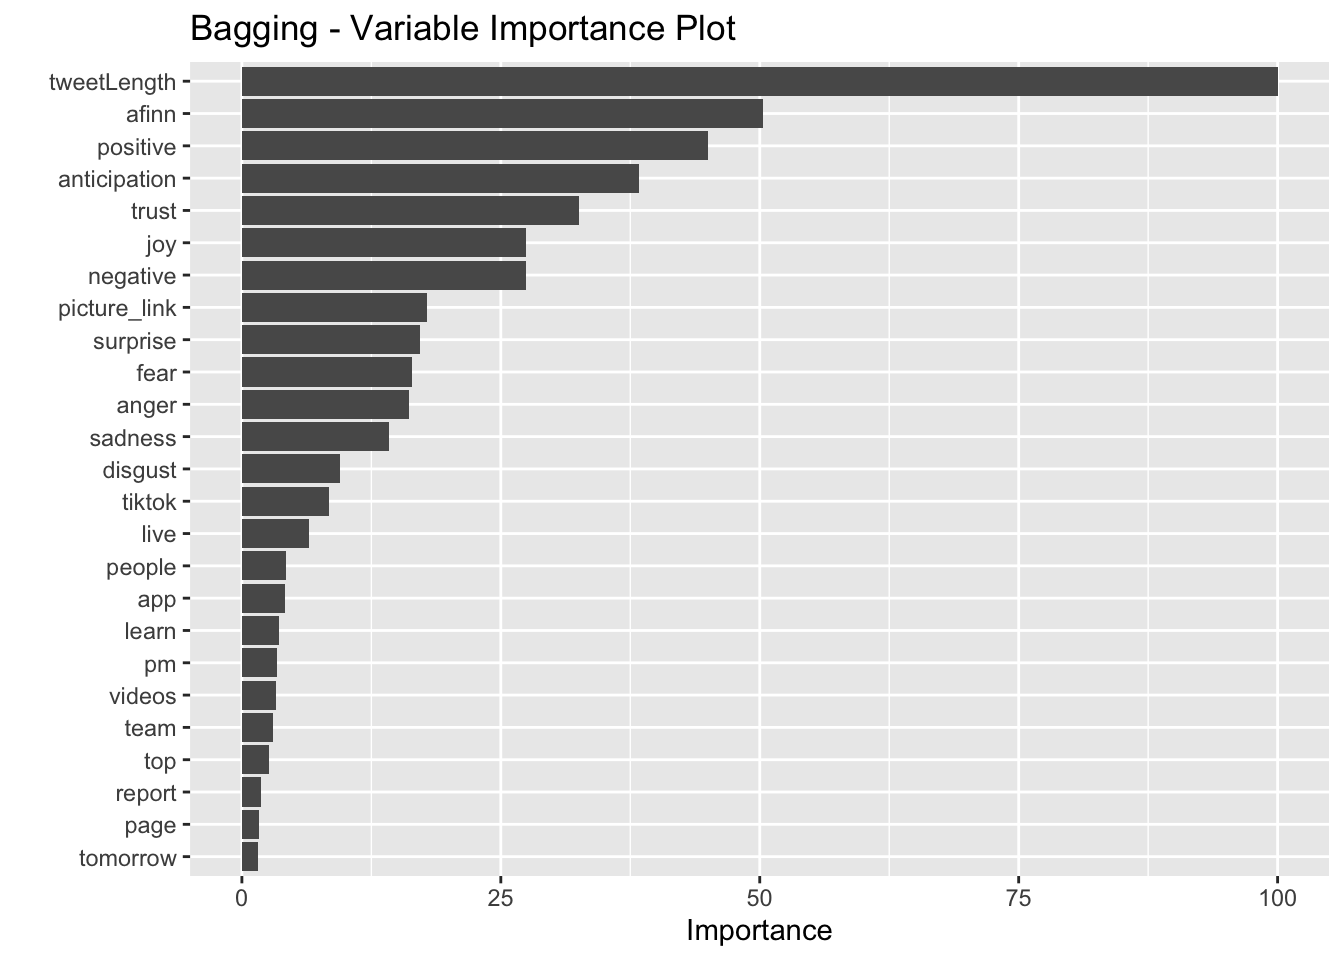 Bagging - Variable Importance Plot
tweetLength
afinn
positive
anticipation
trust
joy
negative
picture_link
surprise
fear
anger
sadness
disgust
tiktok
live
people
app
learn
pm
videos
team
top
report
page
tomorrow
0 25 50 75 100
Importance